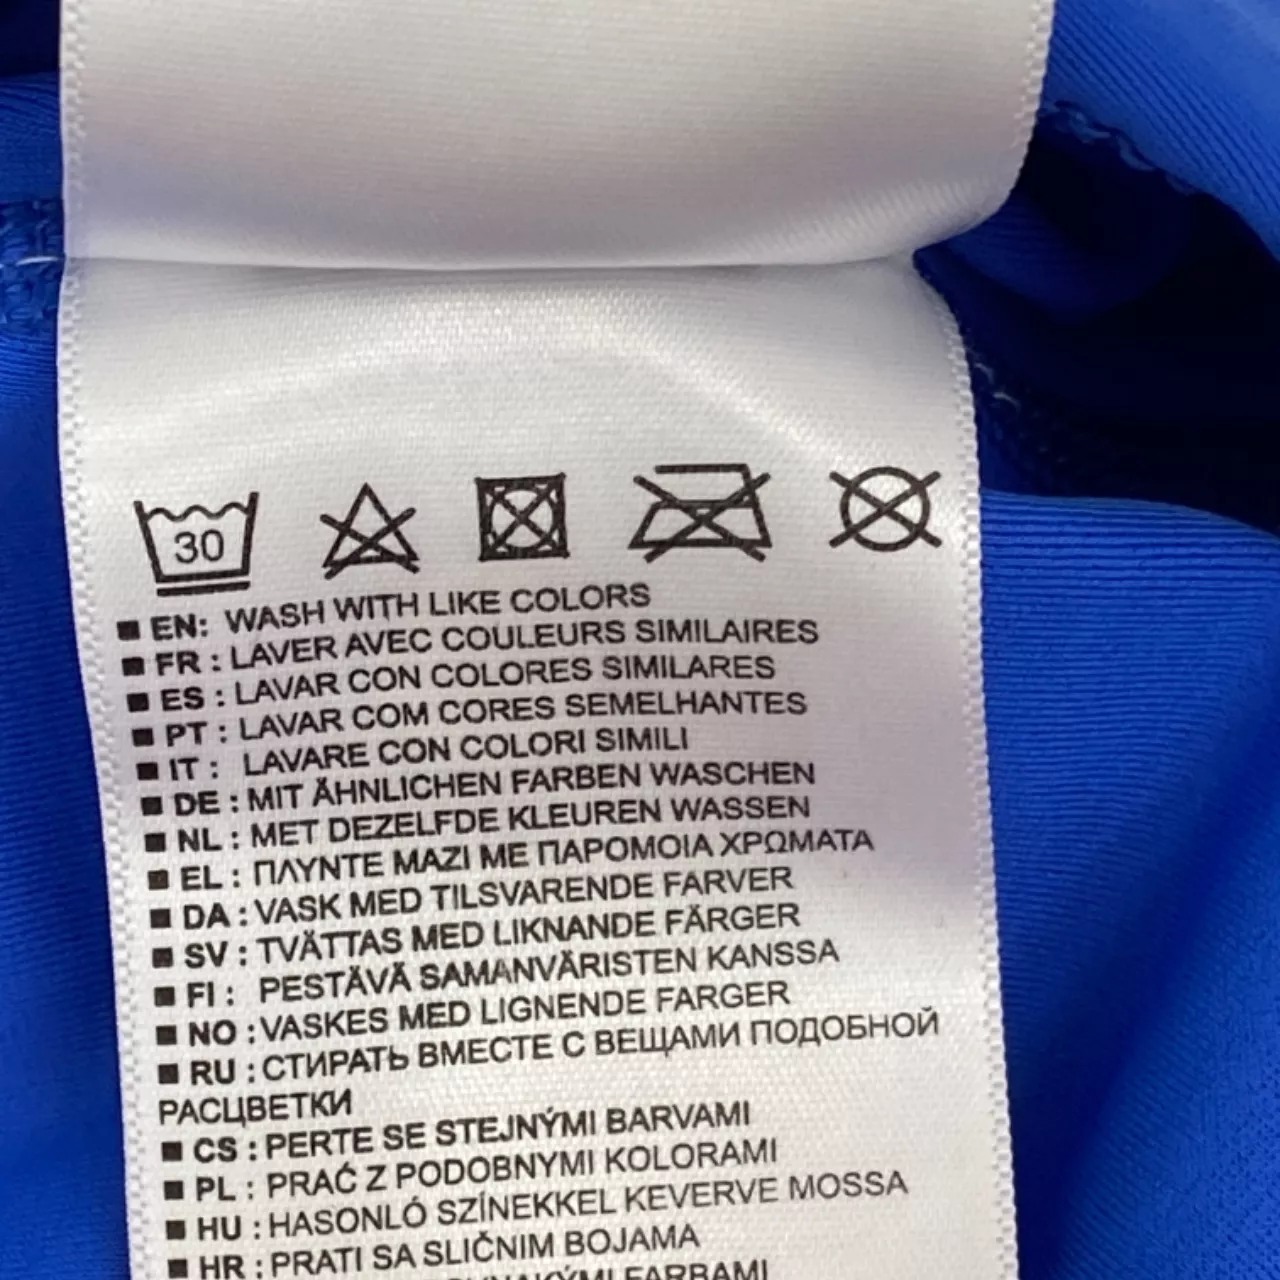 30
■ EN: WASH WITH LIKE COLORS
■ FR : LAVER AVEC COULEURS SIMILAIRES
■ ES : LAVAR CON COLORES SIMILARES
■ PT : LAVAR COM CORES SEMELHANTES
■ IT : LAVARE CON COLORI SIMILI
■ DE : MIT ÄHNLICHEN FARBEN WASCHEN
■ NL : MET DEZELFDE KLEUREN WASSEN
■ EL : ΠΛΥΝΤΕ ΜΑΖΙ ΜΕ ΠΑΡΟΜΟΙΑ ΧΡΩΜΑΤΑ
■ DA : VASK MED TILSVARENDE FARVER
■ SV : TVÄTTAS MED LIKNANDE FÄRGER
■ FI : PESTÄVÄ SAMANVÄRISTEN KANSSA
■ NO : VASKES MED LIGNENDE FARGER
■ RU : СТИРАТЬ ВМЕСТЕ С ВЕЩАМИ ПОДОБНОЙ
РАСЦВЕТКИ
■ CS : PERTE SE STEJNÝMI BARVAMI
■ PL : PRAĆ Z PODOBNYMI KOLORAMI
■ HU : HASONLÓ SZÍNEKKEL KEVERVE MOSSA
■ HR : PRATI SA SLIČNIM BOJAMA
FARBAMI